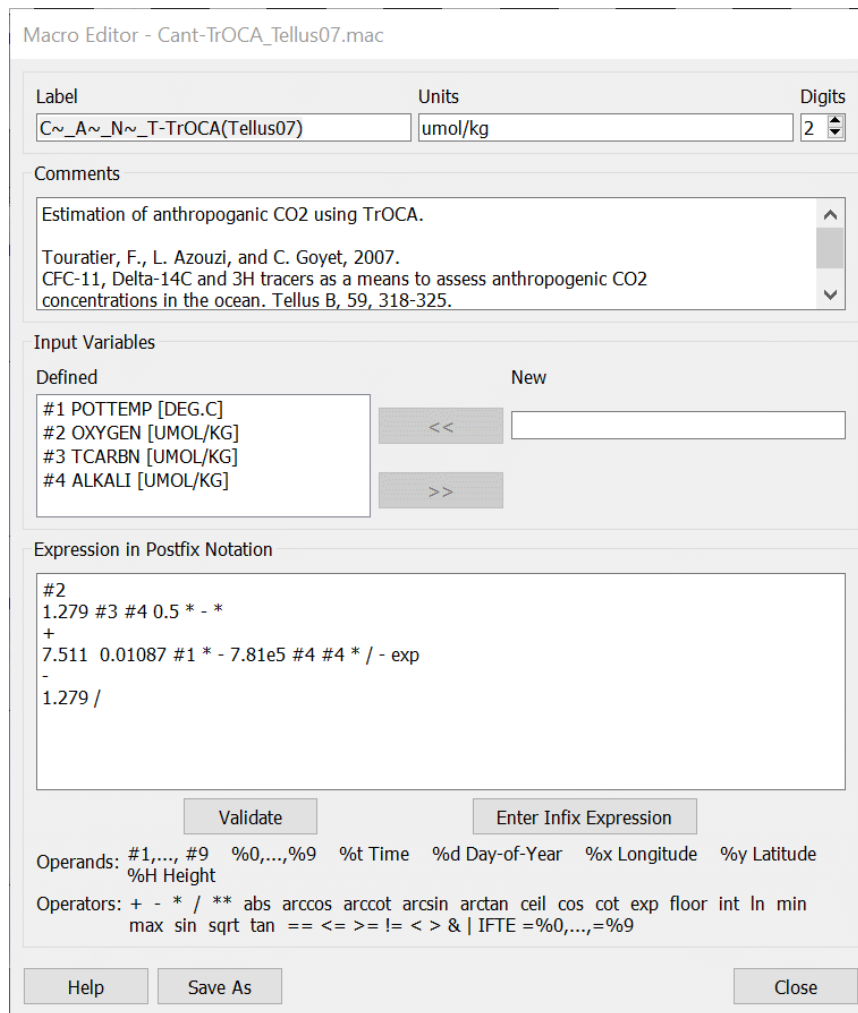 Macro Editor - Cant-TrOCA_Tellus07.mac
Label Units Digits
C~_A~_N~_T-TrOCA(Tellus07) umol/kg 2
Comments
Estimation of anthropoganic CO2 using TrOCA.
Touratier, F., L. Azouzi, and C. Goyet, 2007.
CFC-11, Delta-14C and 3H tracers as a means to assess anthropogenic CO2
concentrations in the ocean. Tellus B, 59, 318-325.
Input Variables
Defined New
#1 POTTEMP [DEG.C]
#2 OXYGEN [UMOL/KG]
#3 TCARBN [UMOL/KG]
#4 ALKALI [UMOL/KG]
<<
>>
Expression in Postfix Notation
#2
1.279 #3 #4 0.5 * - *
+
7.511 0.01087 #1 * - 7.81e5 #4 #4 * / - exp
-
1.279 /
Validate Enter Infix Expression
Operands: #1,..., #9 %0,...,%9 %t Time %d Day-of-Year %x Longitude %y Latitude
%H Height
Operators: + - * / ** abs arccos arccot arcsin arctan ceil cos cot exp floor int ln min
max sin sqrt tan == <= >= != < > & | IFTE =%0,...,=%9
Help Save As Close